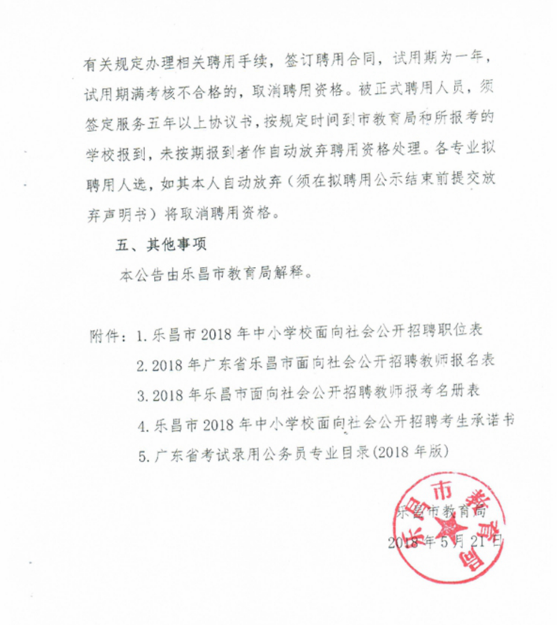 有关规定办理相关聘用手续，签订聘用合同，试用期为一年，
试用期满考核不合格的，取消聘用资格。被正式聘用人员，须
签定服务五年以上协议书，按规定时间到市教育局和所报考的
学校报到，未按期报到者作自动放弃聘用资格处理。各专业拟
聘用人选，如其本人自动放弃（须在拟聘用公示结束前提交放
弃声明书）将取消聘用资格。
五、其他事项
本公告由乐昌市教育局解释。
附件：1.乐昌市2018年中小学校面向社会公开招聘职位表
2.2018年广东省乐昌市面向社会公开招聘教师报名表
3.2018年乐昌市面向社会公开招聘教师报考名册表
4.乐昌市2018年中小学校面向社会公开招聘考生承诺书
5.广东省考试录用公务员专业目录(2018年版)
乐昌市教育局
2018年5月21日
乐昌市教育局